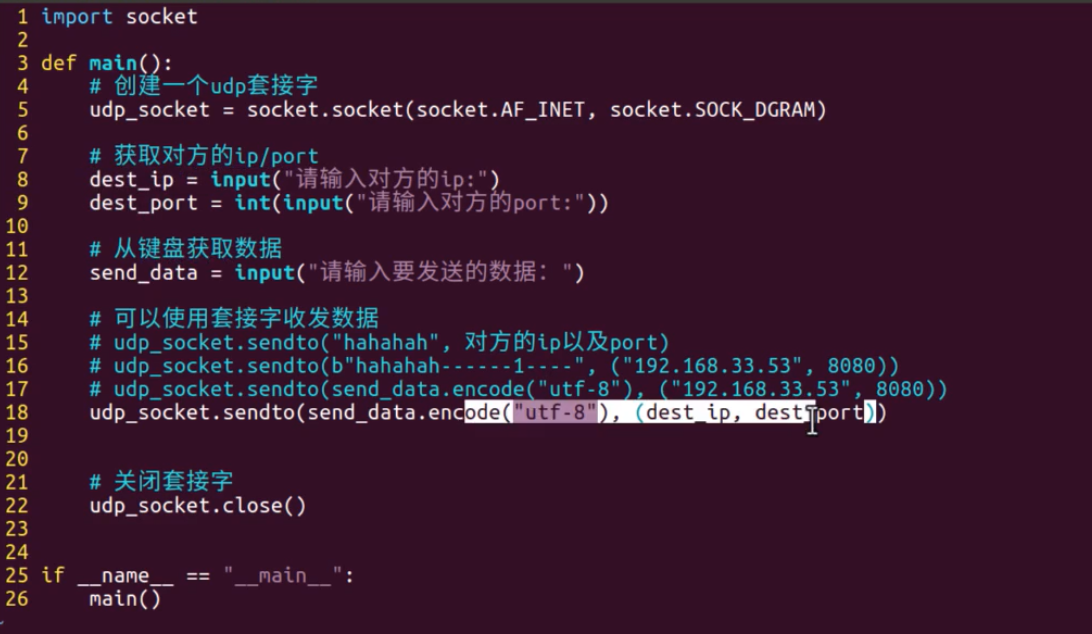 1 import socket
2
3 def main():
4     # 创建一个udp套接字
5     udp_socket = socket.socket(socket.AF_INET, socket.SOCK_DGRAM)
6
7     # 获取对方的ip/port
8     dest_ip = input("请输入对方的ip:")
9     dest_port = int(input("请输入对方的port:"))
10
11     # 从键盘获取数据
12     send_data = input("请输入要发送的数据: ")
13
14     # 可以使用套接字收发数据
15     # udp_socket.sendto("hahahah", 对方的ip以及port)
16     # udp_socket.sendto(b"hahahah------1----", ("192.168.33.53", 8080))
17     # udp_socket.sendto(send_data.encode("utf-8"), ("192.168.33.53", 8080))
18     udp_socket.sendto(send_data.encode("utf-8"), (dest_ip, dest_port))
19
20
21     # 关闭套接字
22     udp_socket.close()
23
24
25 if __name__ == "__main__":
26     main()
~